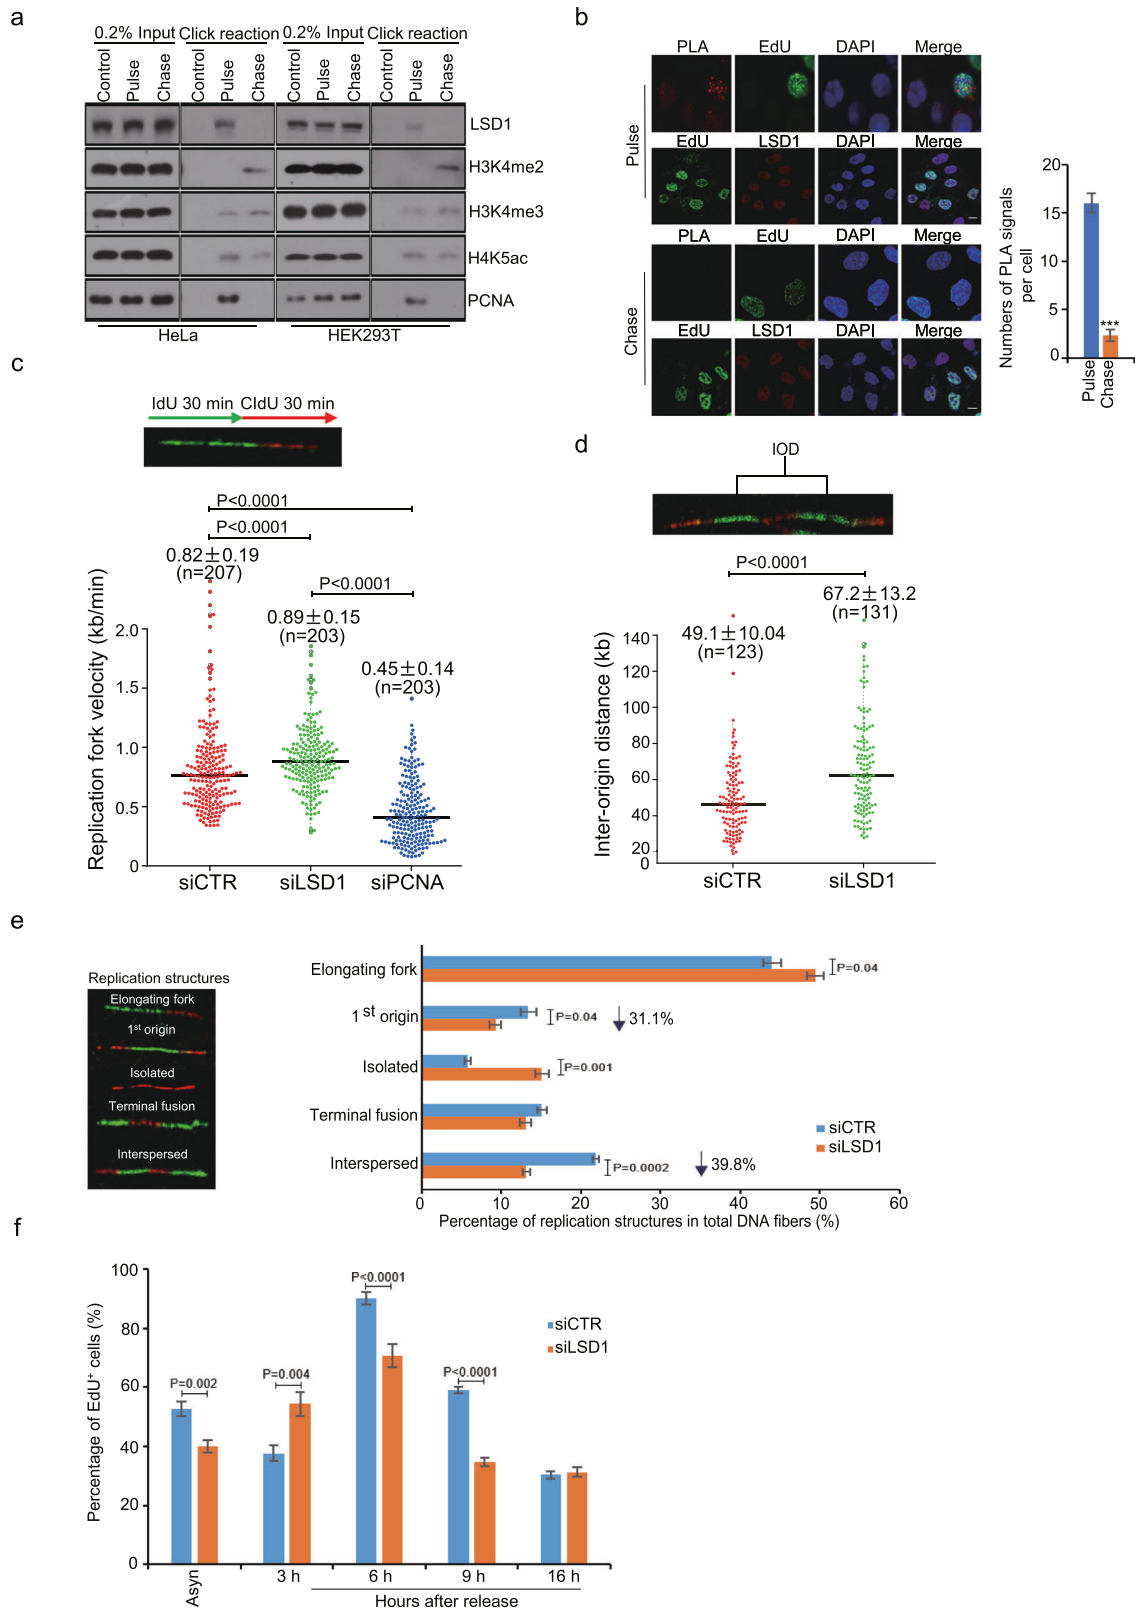 a
0.2% Input Click reaction 0.2% Input Click reaction
Control Pulse Chase Control Pulse Chase Control Pulse Chase Control Pulse Chase
LSD1
H3K4me2
H3K4me3
H4K5ac
PCNA
HeLa HEK293T
b
PLA EdU DAPI Merge
Pulse
EdU LSD1 DAPI Merge
PLA EdU DAPI Merge
Chase
EdU LSD1 DAPI Merge
Numbers of PLA signals
per cell
20
15
10
5
0
***
Pulse
Chase
c
IdU 30 min CIdU 30 min
P<0.0001
P<0.0001
0.82±0.19
(n=207)
P<0.0001
0.89±0.15
(n=203)
0.45±0.14
(n=203)
Replication fork velocity (kb/min)
2.0
1.5
1.0
0.5
0
siCTR siLSD1 siPCNA
d
IOD
P<0.0001
67.2±13.2
(n=131)
49.1±10.04
(n=123)
Inter-origin distance (kb)
140
120
100
80
60
40
20
0
siCTR siLSD1
e
Replication structures
Elongating fork
1st origin
Isolated
Terminal fusion
Interspersed
Elongating fork
P=0.04
1st origin
P=0.04 31.1%
Isolated
P=0.001
Terminal fusion
siCTR
siLSD1
Interspersed
P=0.0002 39.8%
0 10 20 30 40 50 60
Percentage of replication structures in total DNA fibers (%)
f
Percentage of EdU+ cells (%)
100
80
60
40
20
0
P=0.002
P=0.004
P<0.0001
P<0.0001
siCTR
siLSD1
Asyn 3 h 6 h 9 h 16 h
Hours after release